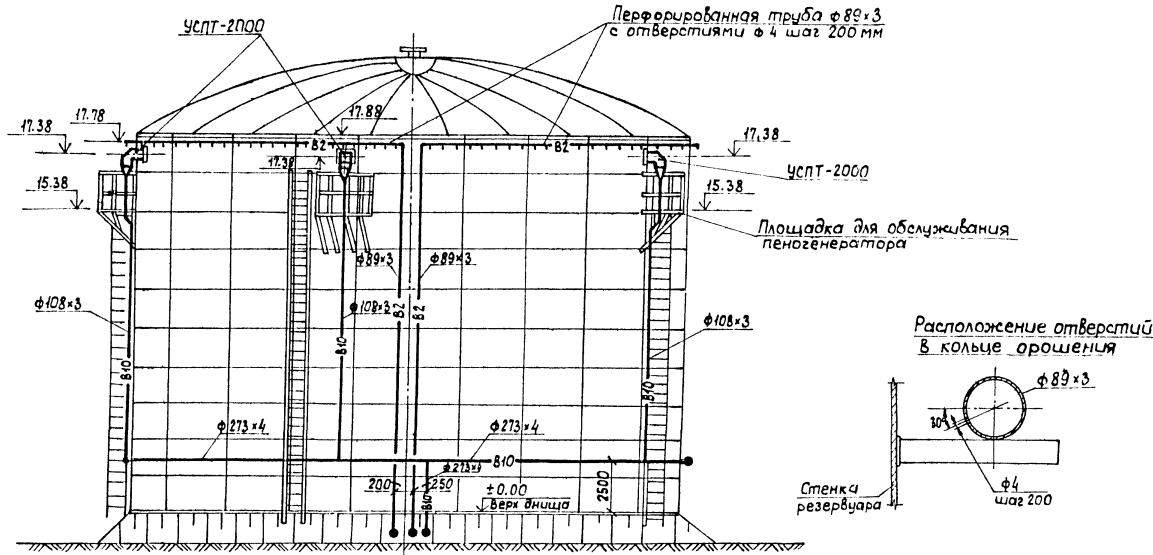 УСПТ-2000
Перфорированная труба ф89×3
с отверстиями ф4 шаг 200 мм
17.38
17.78
17.88
В2
В2
17.38
17,38
УСПТ-2000
15.38
15.38
Площадка для обслуживания
пеногенератора
ф89×3
ф89×3
ф108×3
108×3
ф108×3
В2
В2
В10
В10
В10
Расположение отверстий
в кольце орошения
ф89×3
30°
ф4
шаг 200
Стенка
резервуара
ф273×4
ф273×4
В10
ф273×4
200
250
В10
±0.00
Верх днища
2500